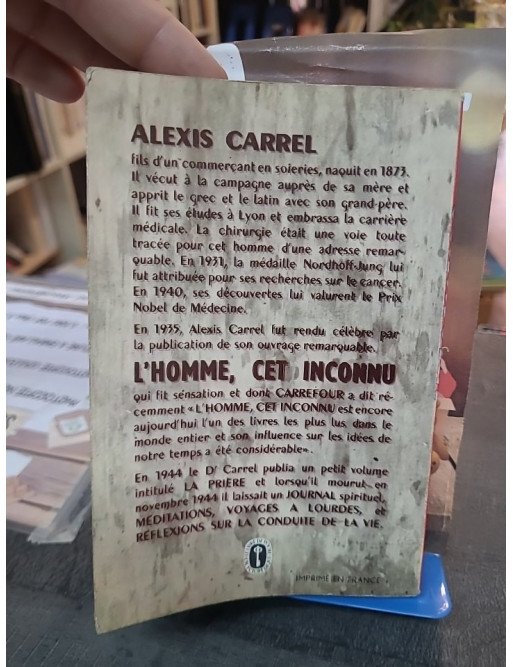 ALEXIS CARREL
fils d'un commerçant en soieries, naquit en 1873.
Il vécut à la campagne auprès de sa mère et
apprit le grec et le latin avec son grand-père.
Il fit ses études à Lyon et embrassa la carrière
médicale. La chirurgie était une voie toute
tracée pour cet homme d'une adresse remar-
quable. En 1931, la médaille Nordhoff-Jung lui
fut attribuée pour ses recherches sur le cancer.
En 1940, ses découvertes lui valurent le Prix
Nobel de Médecine.
En 1935, Alexis Carrel fut rendu célèbre par
la publication de son ouvrage remarquable.
L'HOMME, CET INCONNU
qui fit sensation et dont CARREFOUR a dit ré-
cemment « L'HOMME, CET INCONNU est encore
aujourd'hui l'un des livres les plus lus dans le
monde entier et son influence sur les idées de
notre temps a été considérable».
En 1944 le Dr Carrel publia un petit volume
intitulé LA PRIÈRE et lorsqu'il mourut en
novembre 1944 il laissait un JOURNAL spirituel,
MÉDITATIONS, VOYAGES A LOURDES, et
RÉFLEXIONS SUR LA CONDUITE DE LA VIE.
IMPRIMÉ EN FRANCE